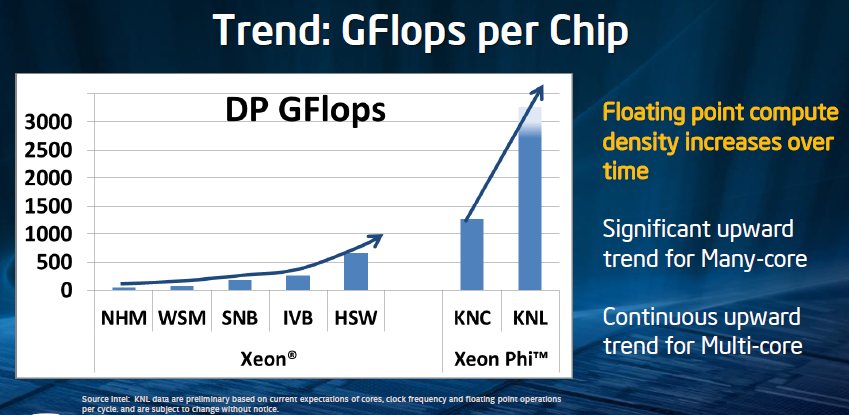 Trend: GFlops per Chip
DP GFlops
3000
2500
2000
1500
1000
500
0
NHM WSM SNB IVB HSW KNC KNL
Xeon® Xeon Phi™
Floating point compute
density increases over
time
Significant upward
trend for Many-core
Continuous upward
trend for Multi-core
Source Intel: KNL data are preliminary based on current expectations of cores, clock frequency and floating point operations
per cycle. and are subject to change without notice.